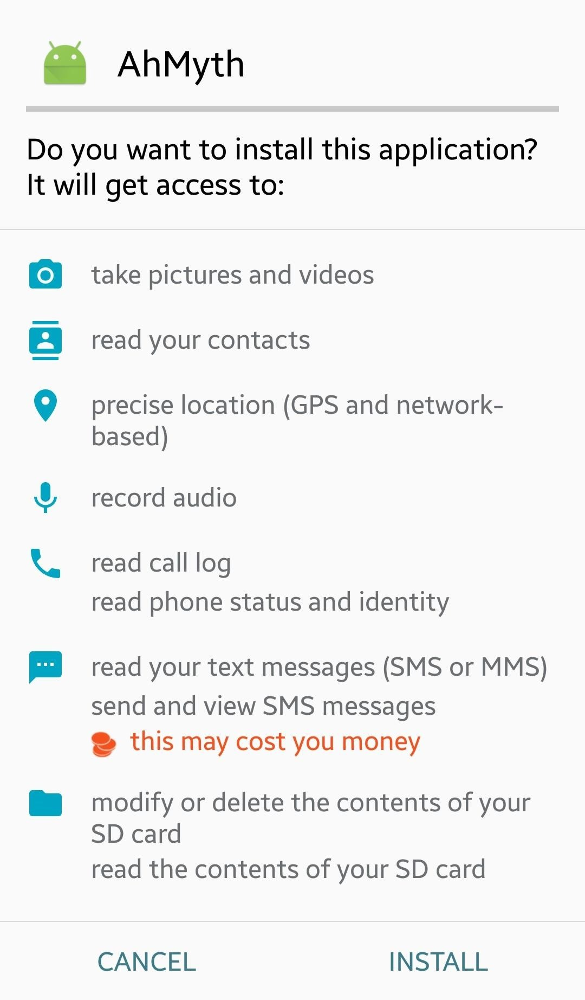 AhMyth
Do you want to install this application?
It will get access to:
take pictures and videos
read your contacts
precise location (GPS and network-
based)
record audio
read call log
read phone status and identity
read your text messages (SMS or MMS)
send and view SMS messages
this may cost you money
modify or delete the contents of your
SD card
read the contents of your SD card
CANCEL
INSTALL